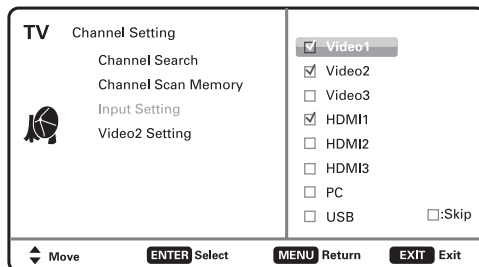 TV Channel Setting
Channel Search
Channel Scan Memory
Input Setting
Video2 Setting
Video1
Video2
Video3
HDMI1
HDMI2
HDMI3
PC
USB
:Skip
Move ENTER Select MENU Return EXIT Exit